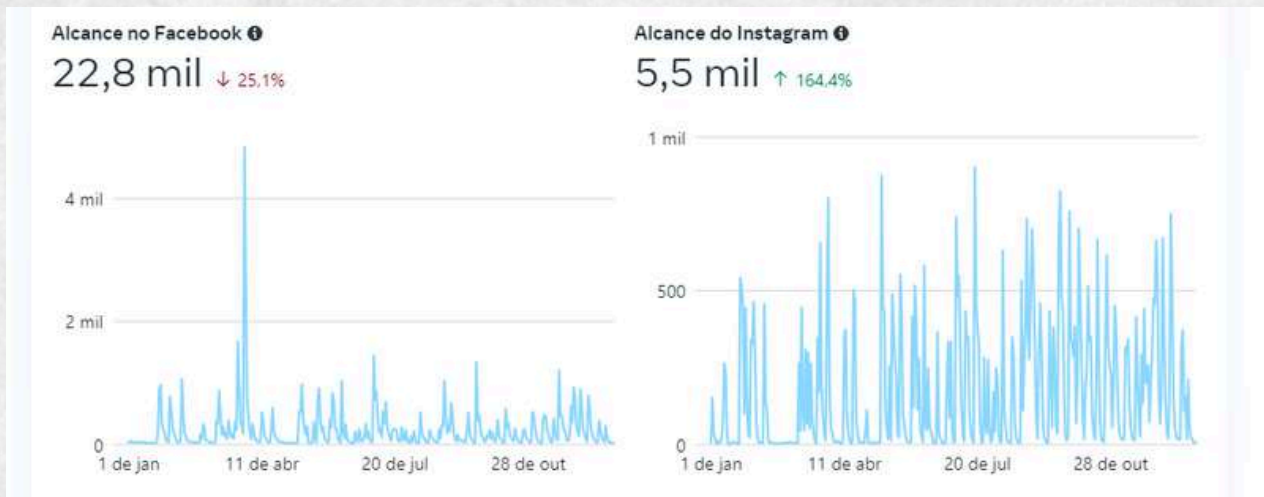 Alcance no Facebook
22,8 mil ↓ 25,1%
4 mil
2 mil
0
1 de jan 11 de abr 20 de jul 28 de out
Alcance do Instagram
5,5 mil ↑ 164,4%
1 mil
500
0
1 de jan 11 de abr 20 de jul 28 de out